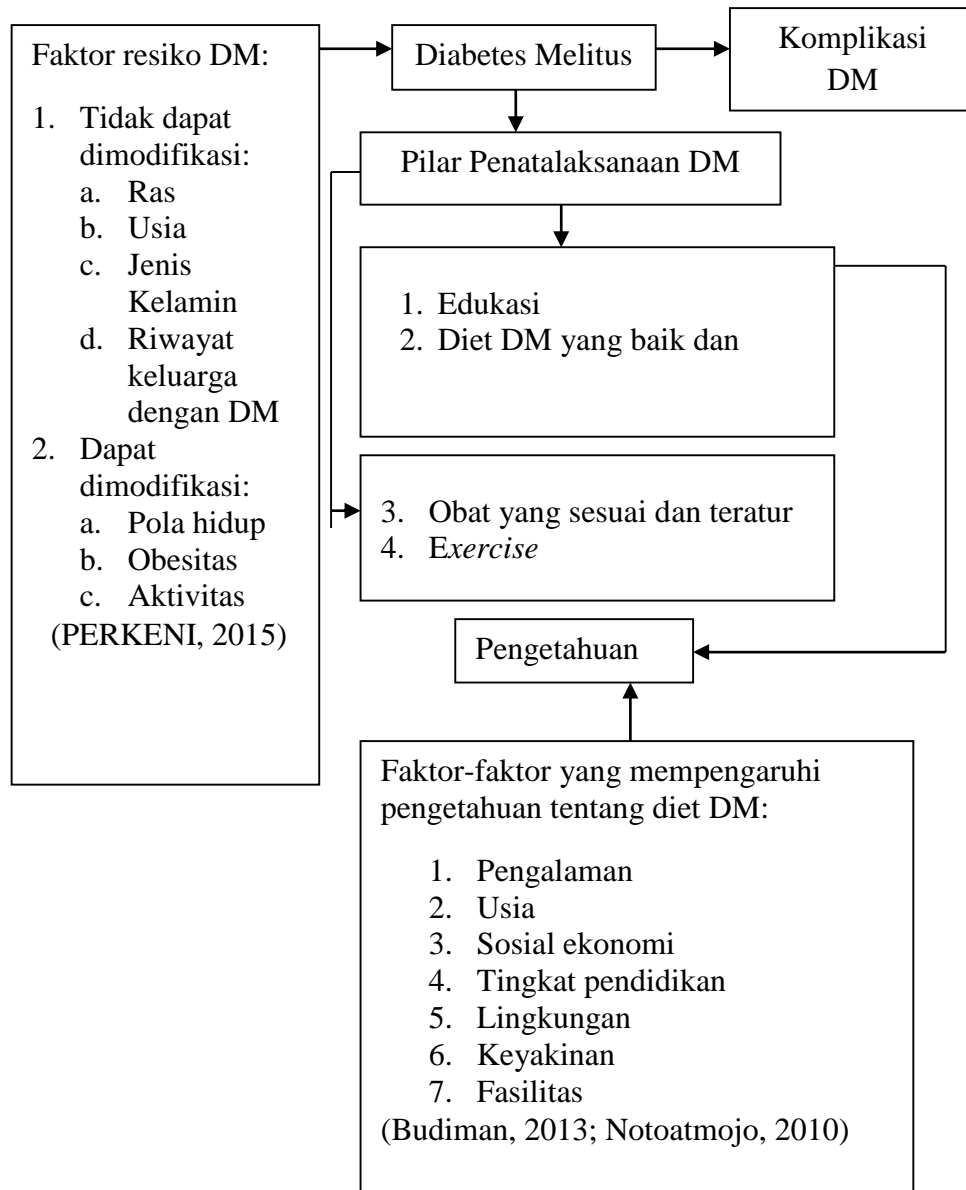 Faktor resiko DM:
1. Tidak dapat
dimodifikasi:
a. Ras
b. Usia
c. Jenis
Kelamin
d. Riwayat
keluarga
dengan DM
2. Dapat
dimodifikasi:
a. Pola hidup
b. Obesitas
c. Aktivitas
(PERKENI, 2015)
Diabetes Melitus
Komplikasi
DM
Pilar Penatalaksanaan DM
1. Edukasi
2. Diet DM yang baik dan
3. Obat yang sesuai dan teratur
4. Exercise
Pengetahuan
Faktor-faktor yang mempengaruhi
pengetahuan tentang diet DM:
1. Pengalaman
2. Usia
3. Sosial ekonomi
4. Tingkat pendidikan
5. Lingkungan
6. Keyakinan
7. Fasilitas
(Budiman, 2013; Notoatmojo, 2010)